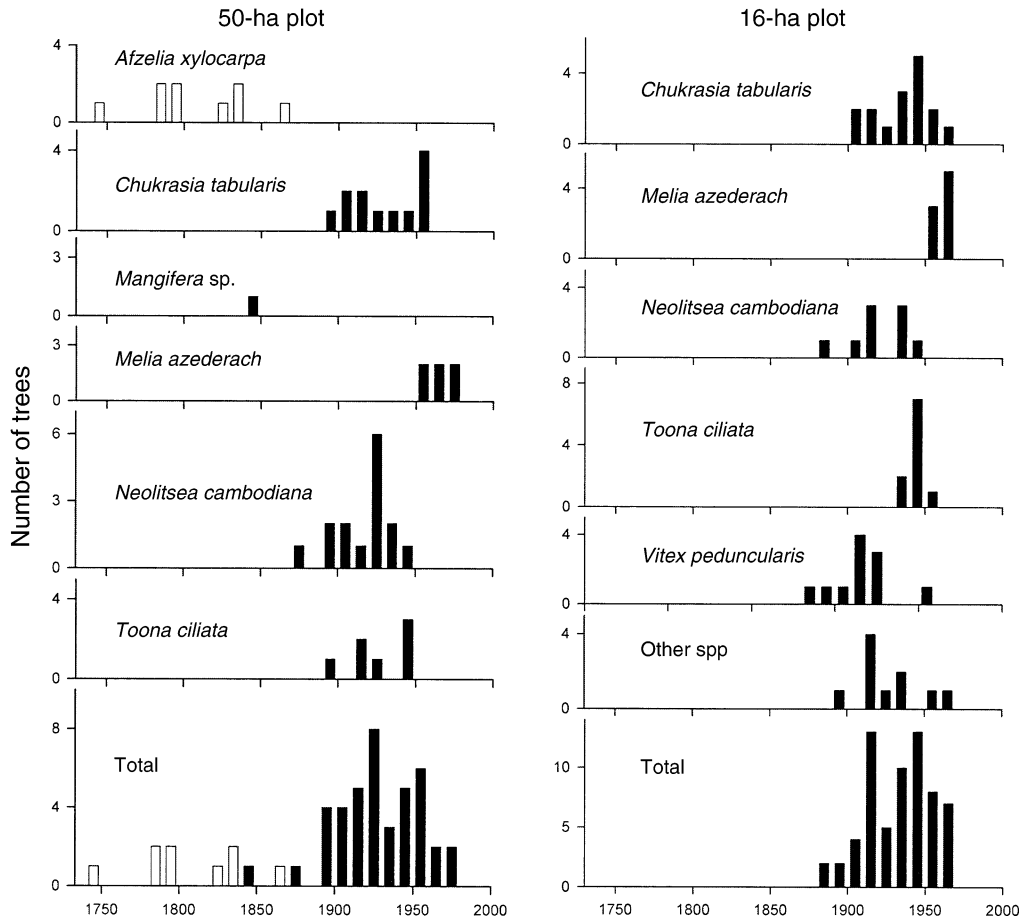 50-ha plot
16-ha plot
Number of trees
4
0
Afzelia xylocarpa
4
0
Chukrasia tabularis
3
0
Mangifera sp.
3
0
Melia azederach
6
3
0
Neolitsea cambodiana
4
0
Toona ciliata
8
4
0
Total
1750 1800 1850 1900 1950 2000
4
0
Chukrasia tabularis
4
0
Melia azederach
4
0
Neolitsea cambodiana
8
4
0
Toona ciliata
4
0
Vitex peduncularis
4
0
Other spp
10
5
0
Total
1750 1800 1850 1900 1950 2000